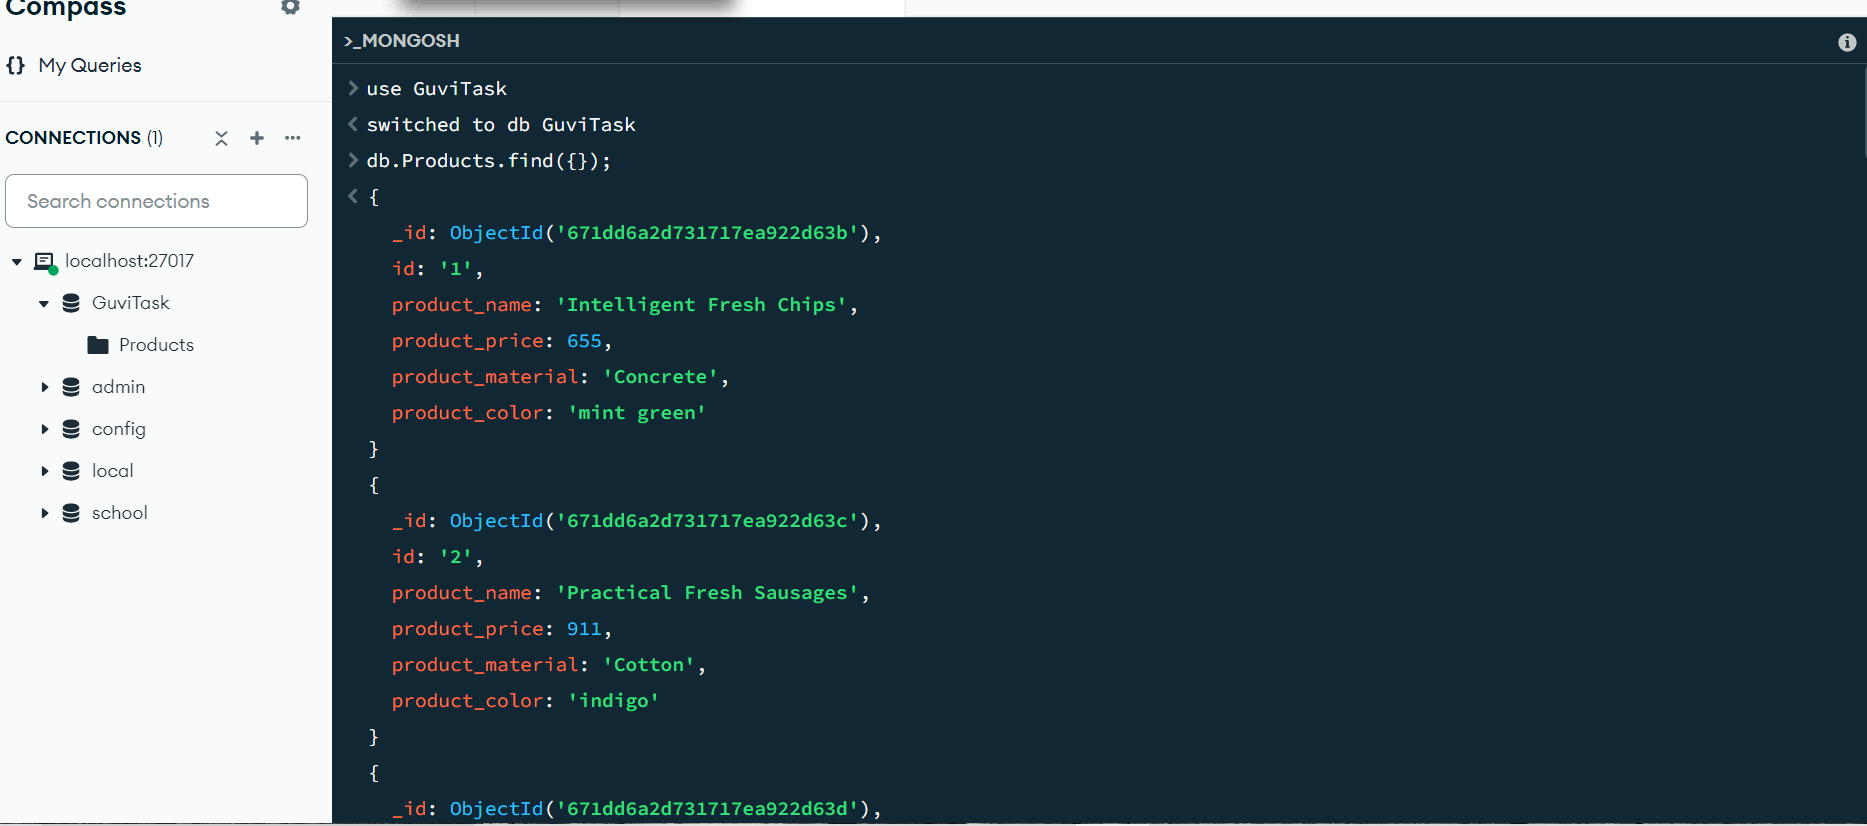 Compass
{} My Queries
CONNECTIONS (1)
Search connections
localhost:27017
GuviTask
Products
admin
config
local
school
>_MONGOSH
use GuviTask
switched to db GuviTask
db.Products.find({});
{
_id: ObjectId('671dd6a2d731717ea922d63b'),
id: '1',
product_name: 'Intelligent Fresh Chips',
product_price: 655,
product_material: 'Concrete',
product_color: 'mint green'
}
{
_id: ObjectId('671dd6a2d731717ea922d63c'),
id: '2',
product_name: 'Practical Fresh Sausages',
product_price: 911,
product_material: 'Cotton',
product_color: 'indigo'
}
{
_id: ObjectId('671dd6a2d731717ea922d63d'),